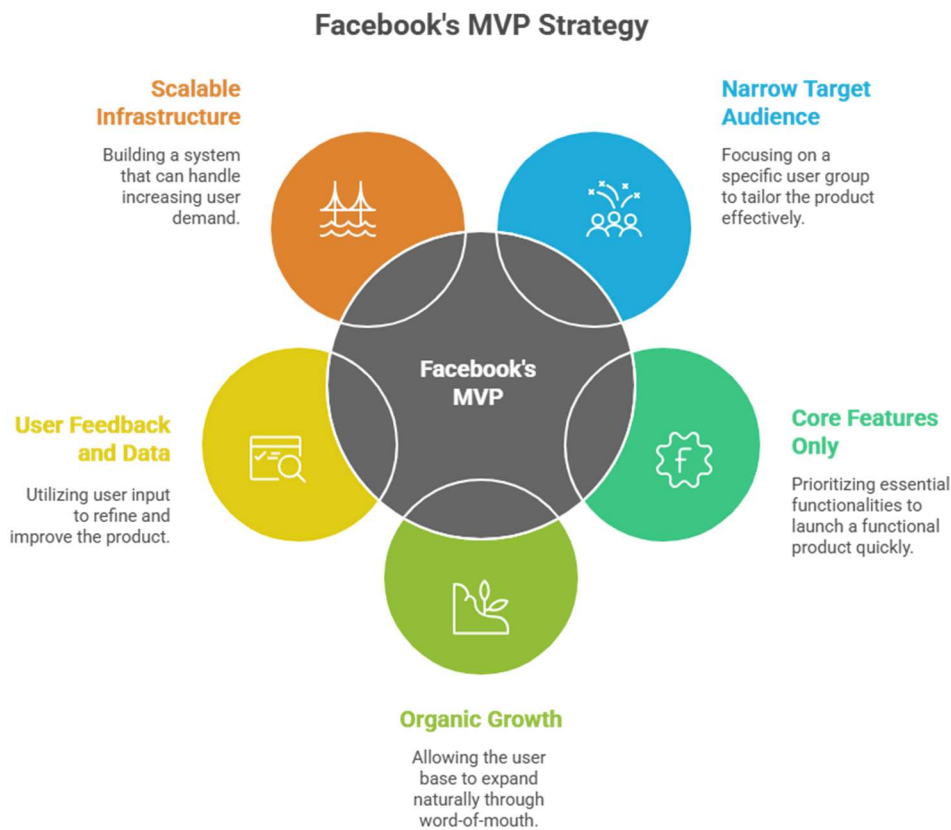 Facebook's MVP Strategy
Scalable
Infrastructure
Building a system
that can handle
increasing user
demand.
Narrow Target
Audience
Focusing on a
specific user group
to tailor the product
effectively.
Facebook's
MVP
User Feedback
and Data
Utilizing user input
to refine and
improve the product.
Core Features
Only
Prioritizing essential
functionalities to
launch a functional
product quickly.
f
Organic Growth
Allowing the user
base to expand
naturally through
word-of-mouth.